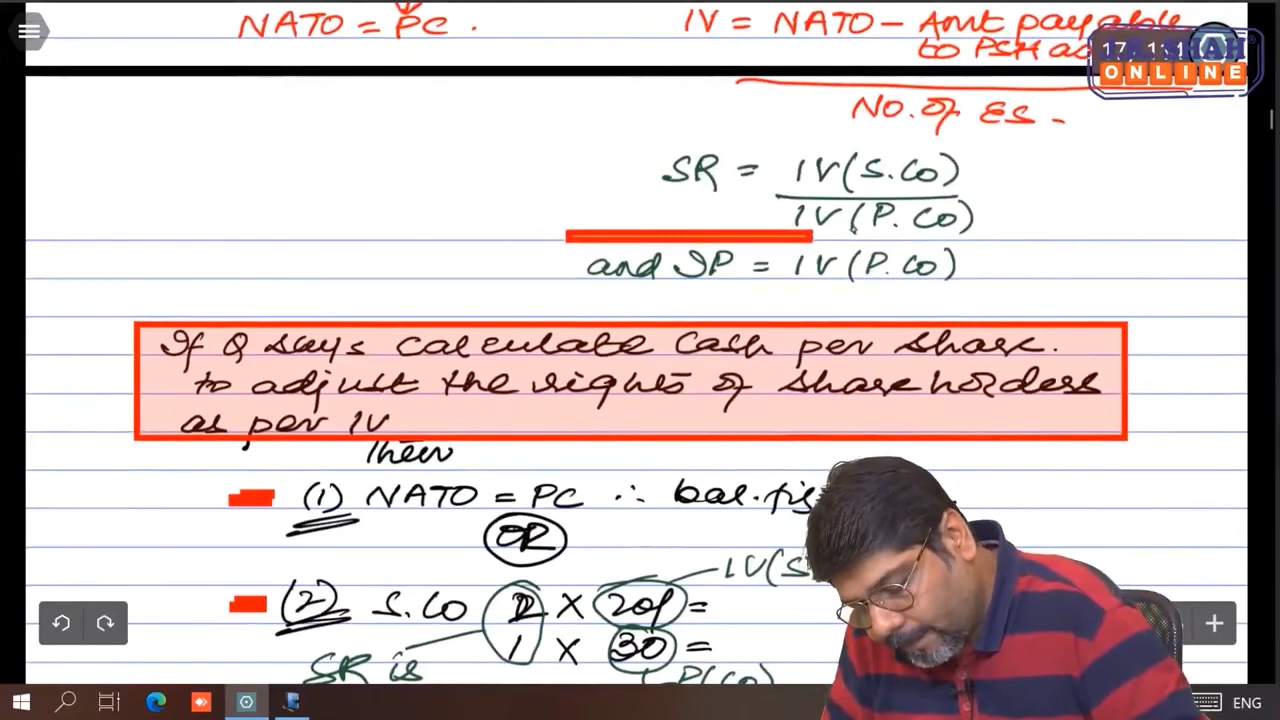 NATO = PC.
IV = NATO - Amt payable
to PSH
17
ONLINE
NO. of ES -
SR = IV(S.CO)
IV(P.CO)
and IP = IV(P.CO)
If Q says calculate cash per share.
to adjust the rights of shareholders
as per IV
then
(1) NATO = PC ∴ bal. fig
OR
IV(S
(2) S.CO 2 X 20/ =
1 X 30 =
SR is
P(CO)
ENG